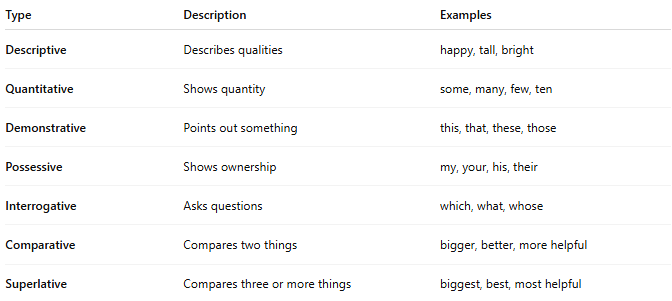 Type Description Examples
Descriptive Describes qualities happy, tall, bright
Quantitative Shows quantity some, many, few, ten
Demonstrative Points out something this, that, these, those
Possessive Shows ownership my, your, his, their
Interrogative Asks questions which, what, whose
Comparative Compares two things bigger, better, more helpful
Superlative Compares three or more things biggest, best, most helpful